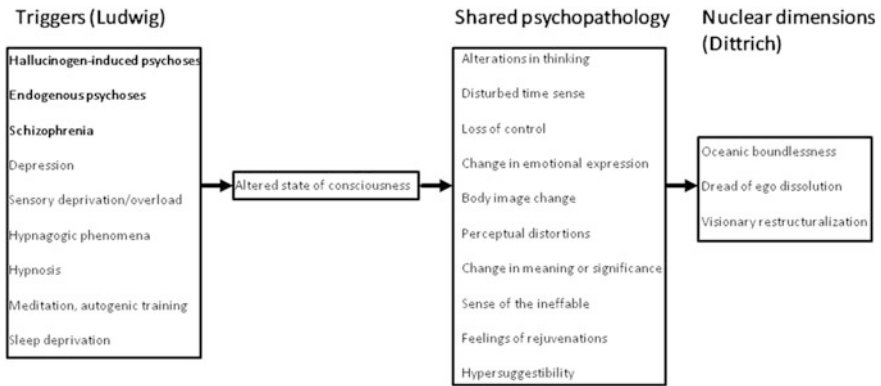 Triggers (Ludwig)
Hallucinogen-induced psychoses
Endogenous psychoses
Schizophrenia
Depression
Sensory deprivation/overload
Hypnagogic phenomena
Hypnosis
Meditation, autogenic training
Sleep deprivation
Altered state of consciousness
Shared psychopathology
Alterations in thinking
Disturbed time sense
Loss of control
Change in emotional expression
Body image change
Perceptual distortions
Change in meaning or significance
Sense of the ineffable
Feelings of rejuvenations
Hypersuggestibility
Nuclear dimensions
(Dittrich)
Oceanic boundlessness
Dread of ego dissolution
Visionary restructuralization